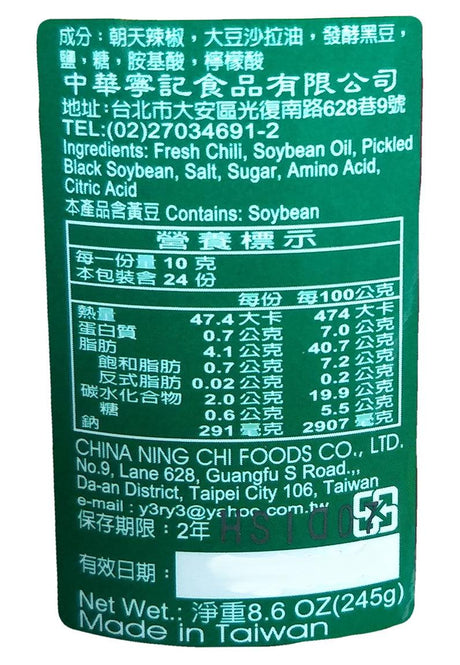 成分：朝天辣椒，大豆沙拉油，發酵黑豆，
鹽，糖，胺基酸，檸檬酸
中華寧記食品有限公司
地址:台北市大安區光復南路628巷9號
TEL:(02)27034691-2
Ingredients: Fresh Chili, Soybean Oil, Pickled
Black Soybean, Salt, Sugar, Amino Acid,
Citric Acid
本產品含黃豆 Contains: Soybean
營養標示
每一份量 10 克
本包裝含 24 份
每份 每100公克
熱量 47.4 大卡 474 大卡
蛋白質 0.7 公克 7.0 公克
脂肪 4.1 公克 40.7 公克
飽和脂肪 0.7 公克 7.2 公克
反式脂肪 0.02 公克 0.2 公克
碳水化合物 2.0 公克 19.9 公克
糖 0.6 公克 5.5 公克
鈉 291 毫克 2907 毫克
CHINA NING CHI FOODS CO., LTD.
No.9, Lane 628, Guangfu S Road.,,
Da-an District, Taipei City 106, Taiwan
e-mail : y3ry3@yahoo.com.tw
保存期限：2年
有效日期：
Net Wet.: 淨重8.6 OZ(245g)
Made in Taiwan